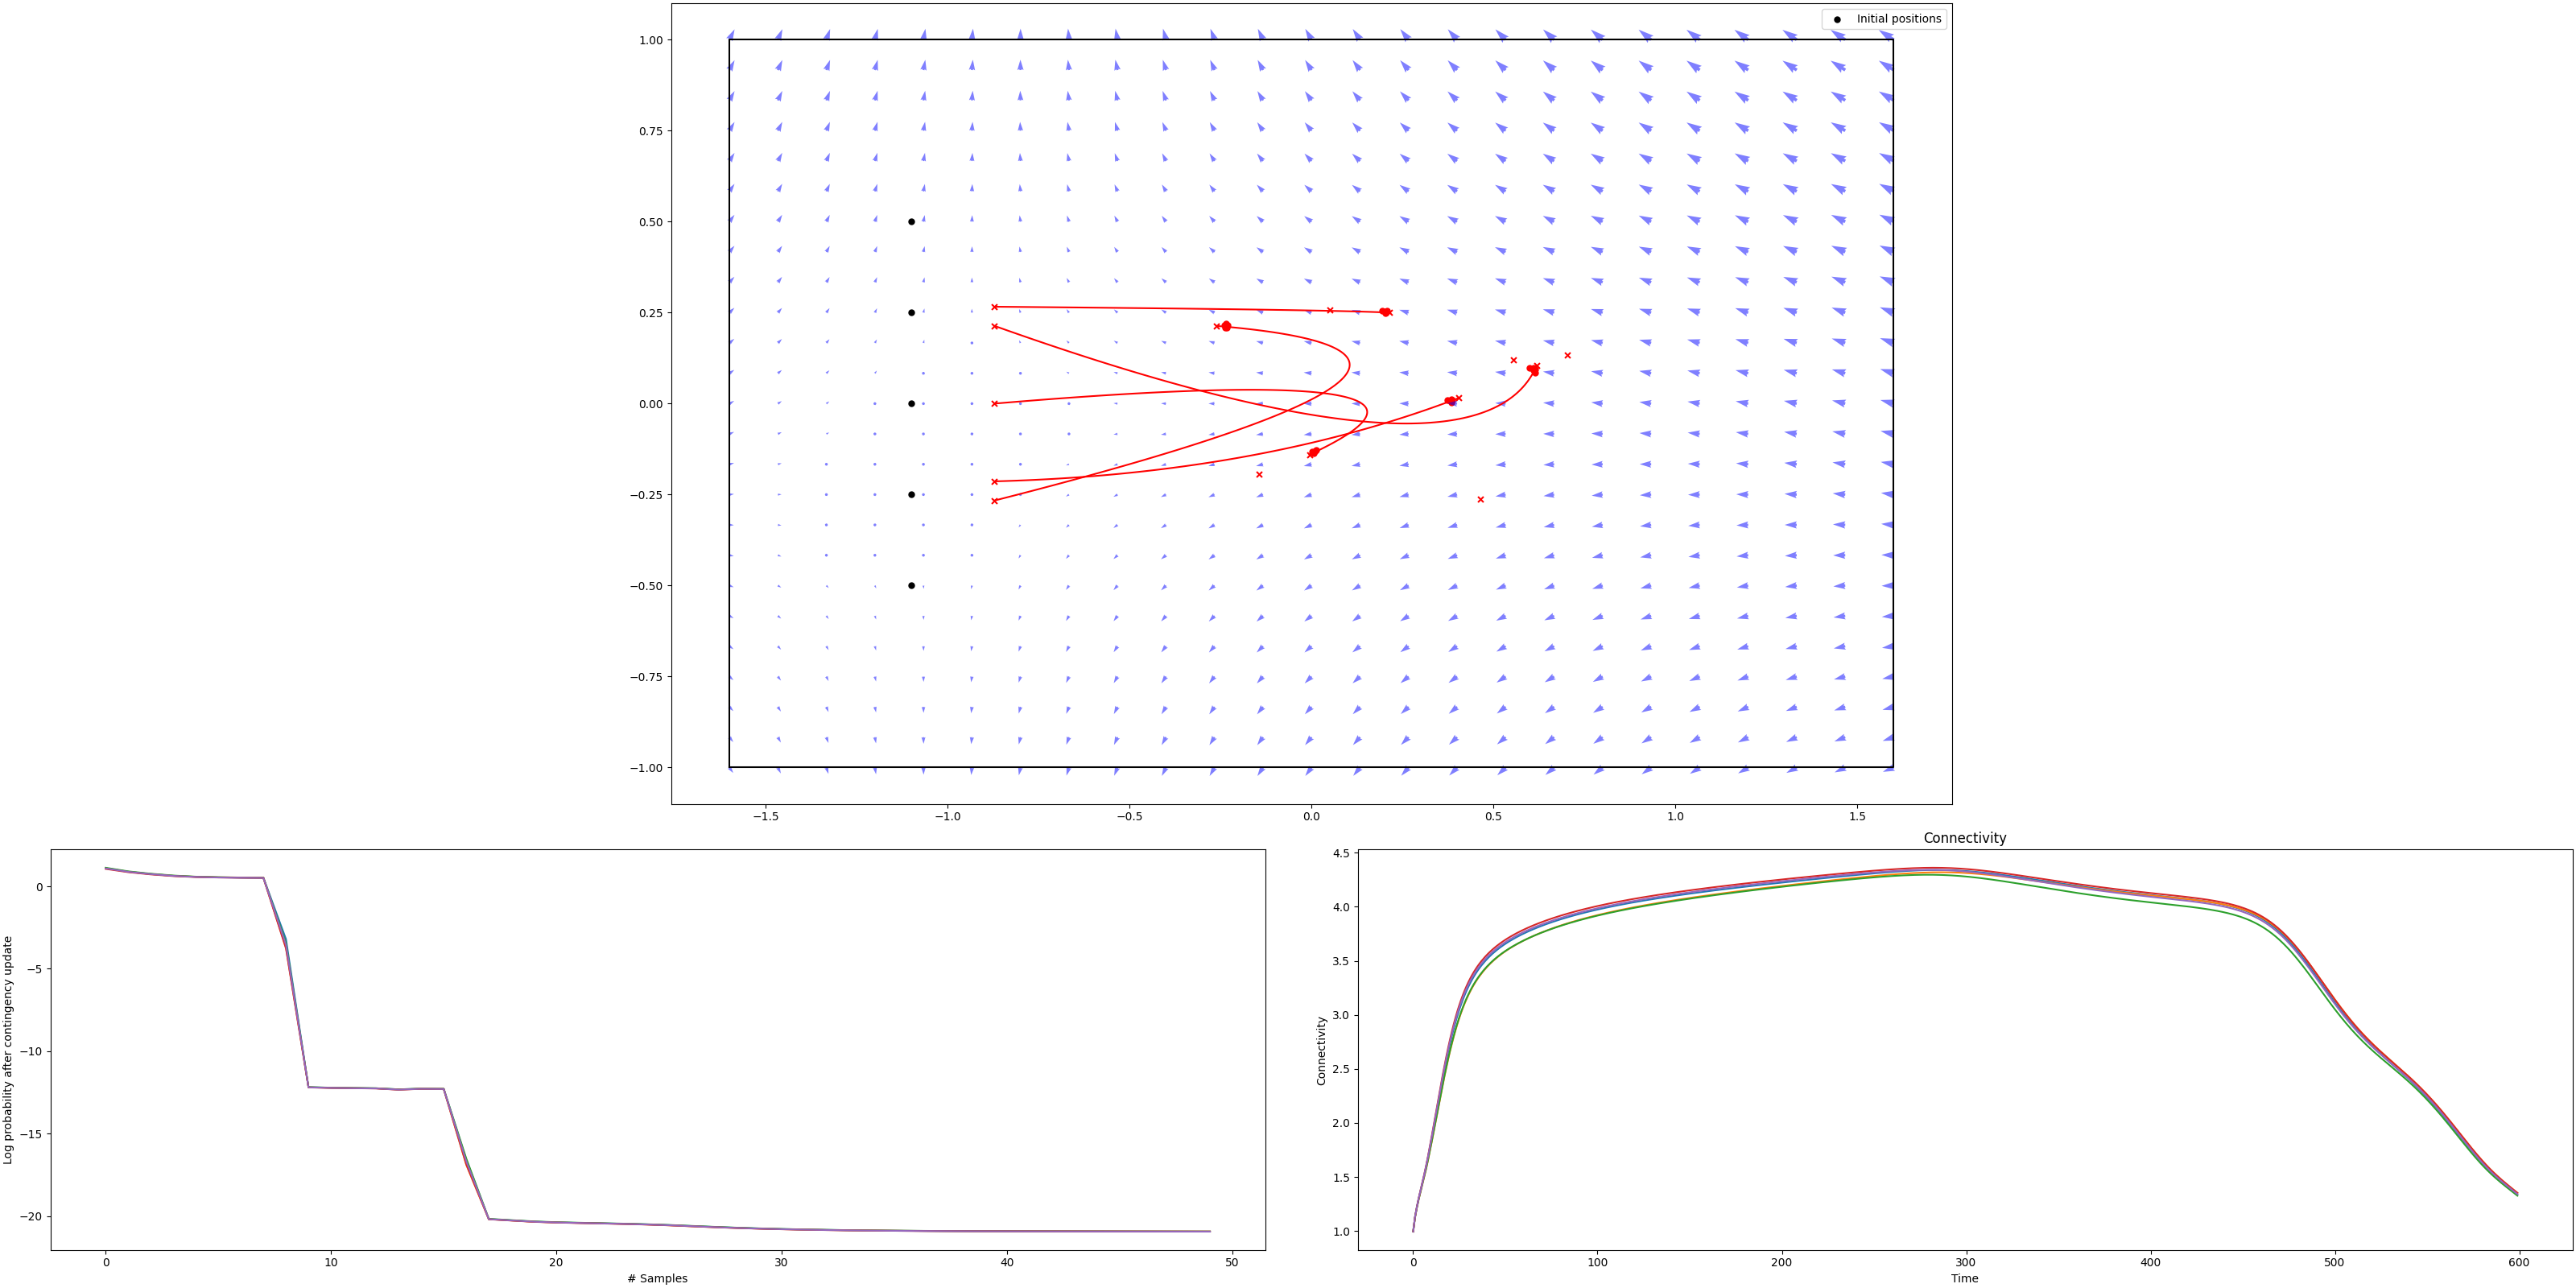 Initial positions
1.00
0.75
0.50
0.25
0.00
−0.25
−0.50
−0.75
−1.00
−1.5 −1.0 −0.5 0.0 0.5 1.0 1.5
Log probability after contingency update
0
−5
−10
−15
−20
0 10 20 30 40 50
# Samples
Connectivity
Connectivity
4.5
4.0
3.5
3.0
2.5
2.0
1.5
1.0
0 100 200 300 400 500 600
Time